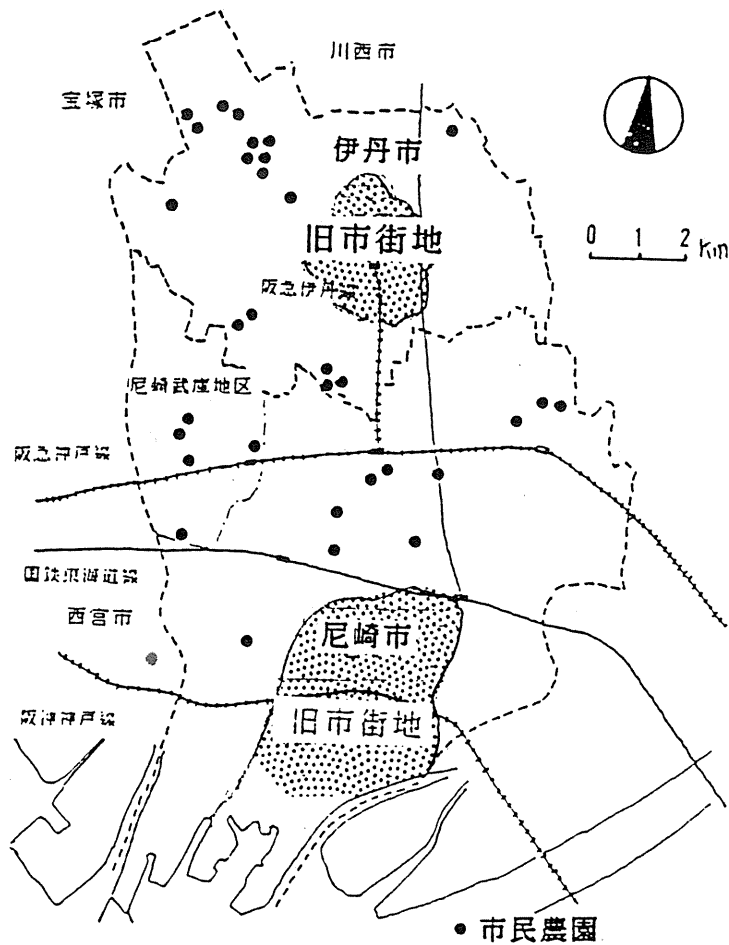 川西市
宝塚市
伊丹市
旧市街地
0 1 2 Km
阪急伊丹線
尼崎武庫地区
阪急神戸線
国鉄東海道線
西宮市
尼崎市
阪神神戸線
旧市街地
● 市民農園